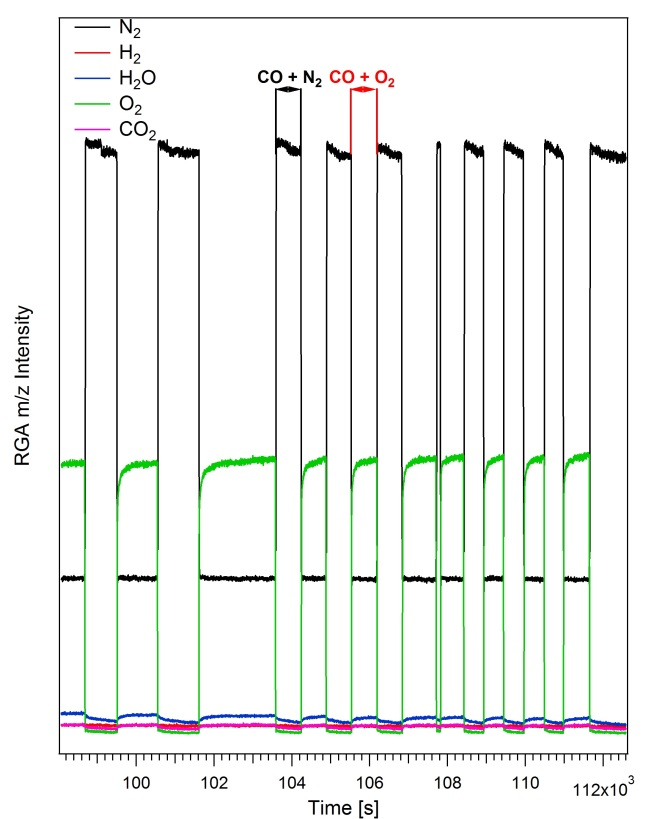 N₂
H₂
H₂O
O₂
CO₂
CO + N₂ CO + O₂
RGA m/z Intensity
100 102 104 106 108 110 112x10³
Time [s]